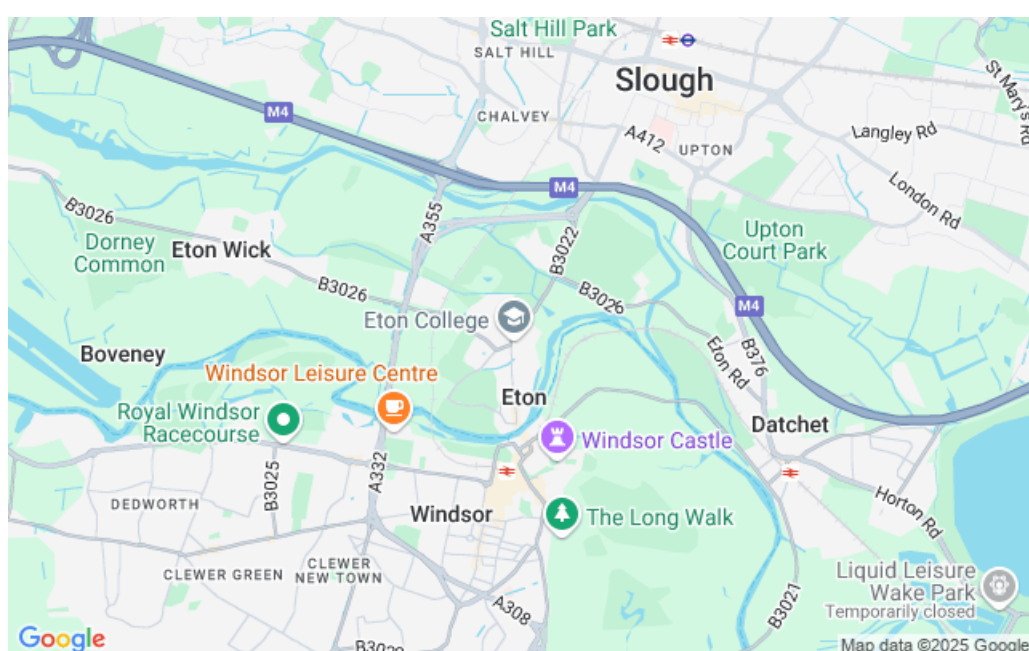 Salt Hill Park
SALT HILL
Slough
St Mary's Rd
M4
CHALVEY
A412
UPTON
Langley Rd
London Rd
M4
B3026
A355
B3022
Upton
Court Park
Dorney
Common
Eton Wick
B3026
B3026
M4
Eton College
Boveney
Eton Rd
B376
Windsor Leisure Centre
Eton
Royal Windsor
Racecourse
Datchet
Windsor Castle
A332
B3025
DEDWORTH
Windsor
The Long Walk
Horton Rd
CLEWER GREEN
CLEWER
NEW TOWN
Liquid Leisure
Wake Park
Temporarily closed
A308
B3021
Google
Map data ©2025 Google